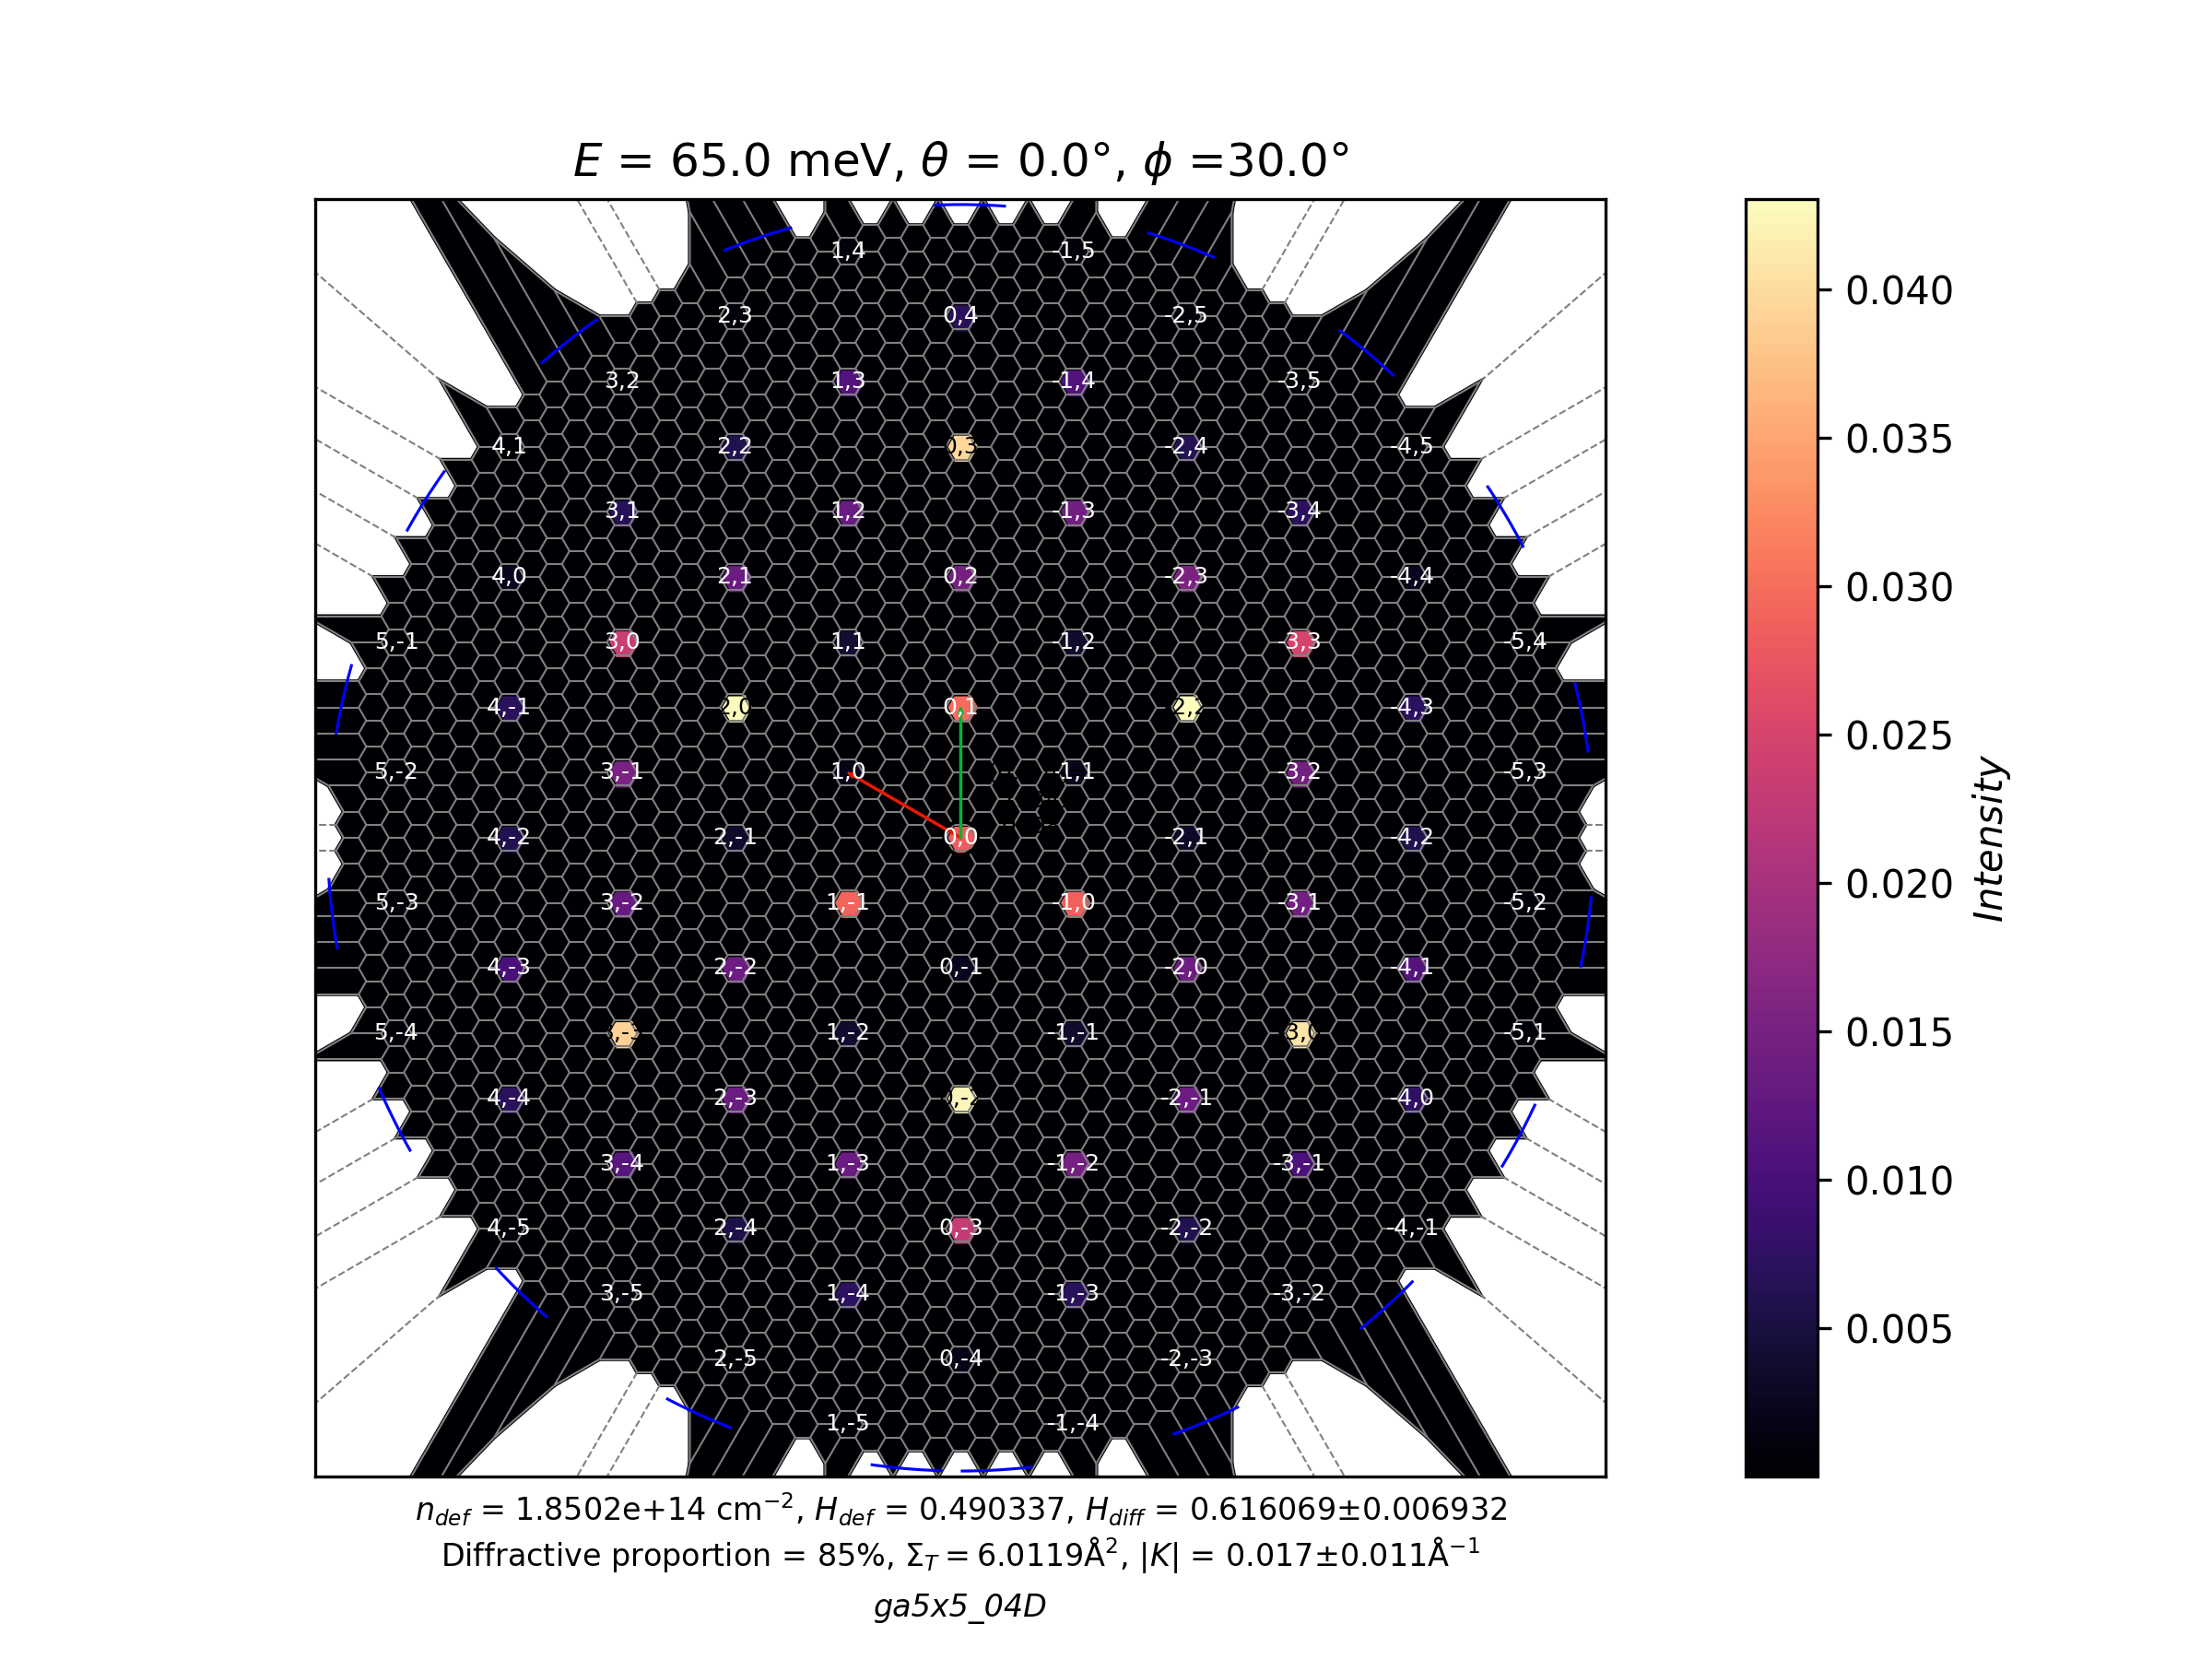 E = 65.0 meV, θ = 0.0°, ϕ =30.0°
1,4 -1,5
2,3 0,4 -2,5
3,2 1,3 -1,4 -3,5
4,1 2,2 0,3 -2,4 -4,5
3,1 1,2 -1,3 -3,4
4,0 2,1 0,2 -2,3 -4,4
5,-1 3,0 1,1 -1,2 -3,3 -5,4
4,-1 2,0 0,1 -2,2 -4,3
5,-2 3,-1 1,0 -1,1 -3,2 -5,3
4,-2 2,-1 0,0 -2,1 -4,2
5,-3 3,-2 1,-1 -1,0 -3,1 -5,2
4,-3 2,-2 0,-1 -2,0 -4,1
5,-4 1,-2 -1,-1 -3,0 -5,1
4,-4 2,-3 0,-2 -2,-1 -4,0
3,-4 1,-3 -1,-2 -3,-1
4,-5 2,-4 0,-3 -2,-2 -4,-1
3,-5 1,-4 -1,-3 -3,-2
2,-5 0,-4 -2,-3
1,-5 -1,-4
0.040
0.035
0.030
0.025
0.020
0.015
0.010
0.005
Intensity
n_def = 1.8502e+14 cm⁻², H_def = 0.490337, H_diff = 0.616069±0.006932
Diffractive proportion = 85%, Σ_T = 6.0119Å², |K| = 0.017±0.011Å⁻¹
ga5x5_04D